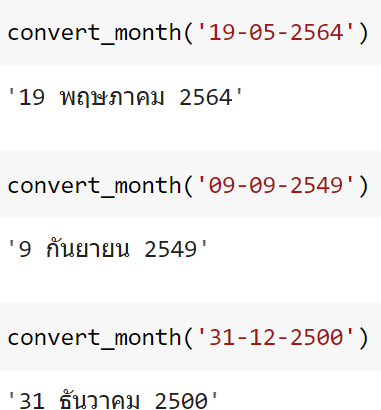 convert_month('19-05-2564')
'19 พฤษภาคม 2564'
convert_month('09-09-2549')
'9 กันยายน 2549'
convert_month('31-12-2500')
'31 ธันวาคม 2500'